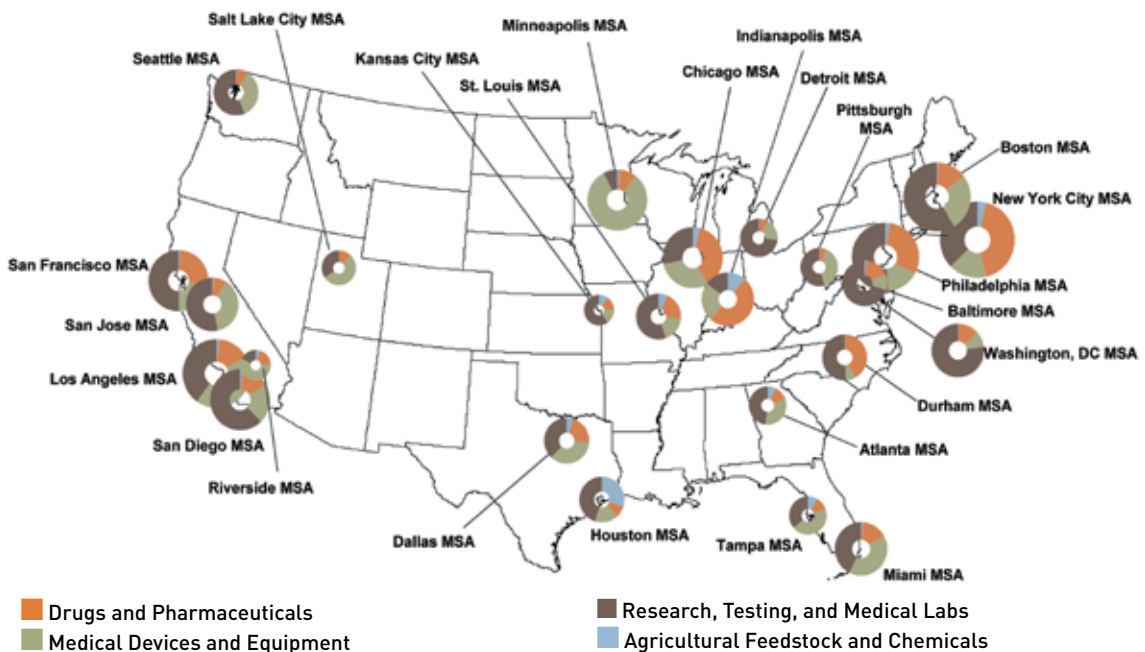 Salt Lake City MSA
Minneapolis MSA
Indianapolis MSA
Seattle MSA
Kansas City MSA
Chicago MSA
St. Louis MSA
Detroit MSA
Pittsburgh
MSA
Boston MSA
New York City MSA
San Francisco MSA
Philadelphia MSA
San Jose MSA
Baltimore MSA
Washington, DC MSA
Los Angeles MSA
Durham MSA
San Diego MSA
Atlanta MSA
Riverside MSA
Dallas MSA
Houston MSA
Tampa MSA
Miami MSA
Drugs and Pharmaceuticals
Research, Testing, and Medical Labs
Medical Devices and Equipment
Agricultural Feedstock and Chemicals